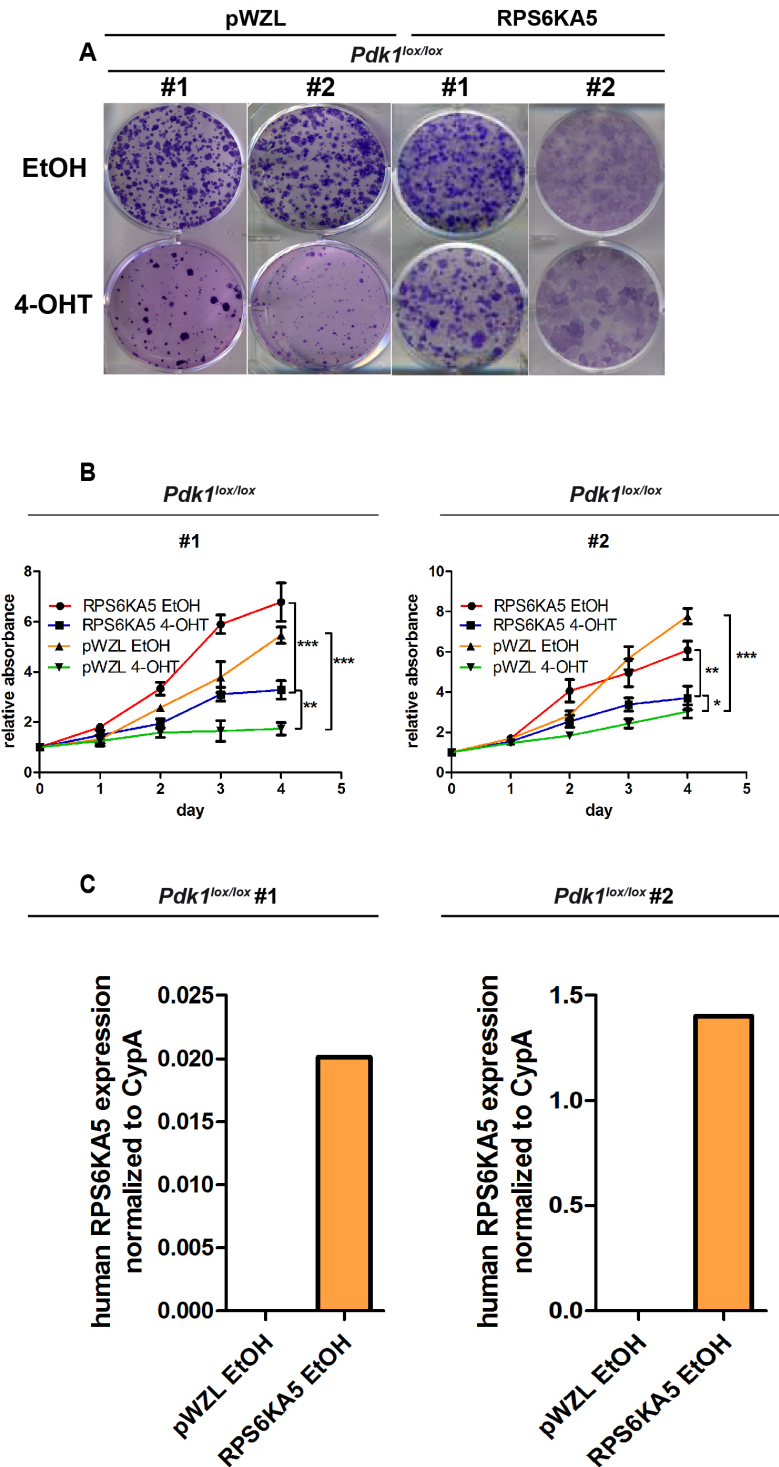 pWZL RPS6KA5
A Pdk1lox/lox
#1 #2 #1 #2
EtOH
4-OHT
B
Pdk1lox/lox Pdk1lox/lox
#1 #2
relative absorbance
8
6
4
2
0
0 1 2 3 4 5
day
RPS6KA5 EtOH
RPS6KA5 4-OHT
pWZL EtOH
pWZL 4-OHT
***
**
***
relative absorbance
10
8
6
4
2
0
0 1 2 3 4 5
day
RPS6KA5 EtOH
RPS6KA5 4-OHT
pWZL EtOH
pWZL 4-OHT
**
*
***
C
Pdk1lox/lox #1 Pdk1lox/lox #2
human RPS6KA5 expression
normalized to CypA
0.025
0.020
0.015
0.010
0.005
0.000
pWZL EtOH
RPS6KA5 EtOH
human RPS6KA5 expression
normalized to CypA
1.5
1.0
0.5
0.0
pWZL EtOH
RPS6KA5 EtOH